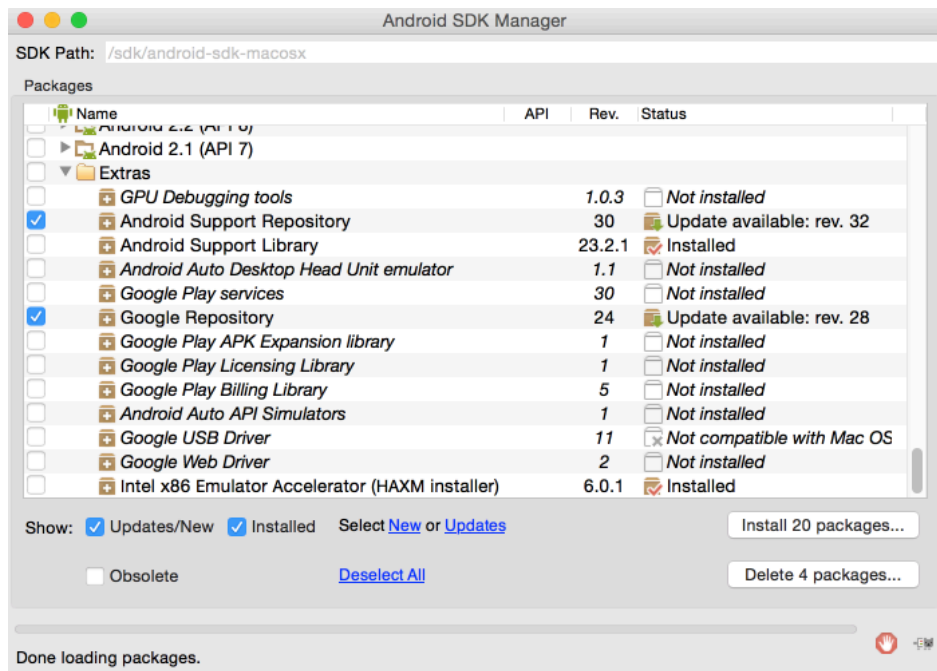 Android SDK Manager
SDK Path: /sdk/android-sdk-macosx
Packages
Name API Rev. Status
Android 2.2 (API 8)
Android 2.1 (API 7)
Extras
GPU Debugging tools 1.0.3 Not installed
Android Support Repository 30 Update available: rev. 32
Android Support Library 23.2.1 Installed
Android Auto Desktop Head Unit emulator 1.1 Not installed
Google Play services 30 Not installed
Google Repository 24 Update available: rev. 28
Google Play APK Expansion library 1 Not installed
Google Play Licensing Library 1 Not installed
Google Play Billing Library 5 Not installed
Android Auto API Simulators 1 Not installed
Google USB Driver 11 Not compatible with Mac OS
Google Web Driver 2 Not installed
Intel x86 Emulator Accelerator (HAXM installer) 6.0.1 Installed
Show: Updates/New Installed Select New or Updates Install 20 packages...
Obsolete Deselect All Delete 4 packages...
Done loading packages.